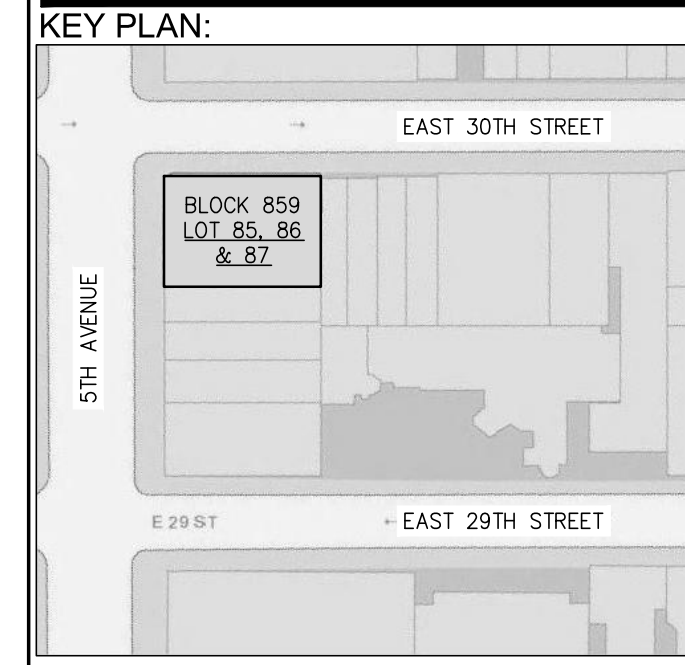 KEY PLAN:
EAST 30TH STREET
BLOCK 859
LOT 85, 86
& 87
5TH AVENUE
E 29 ST
EAST 29TH STREET